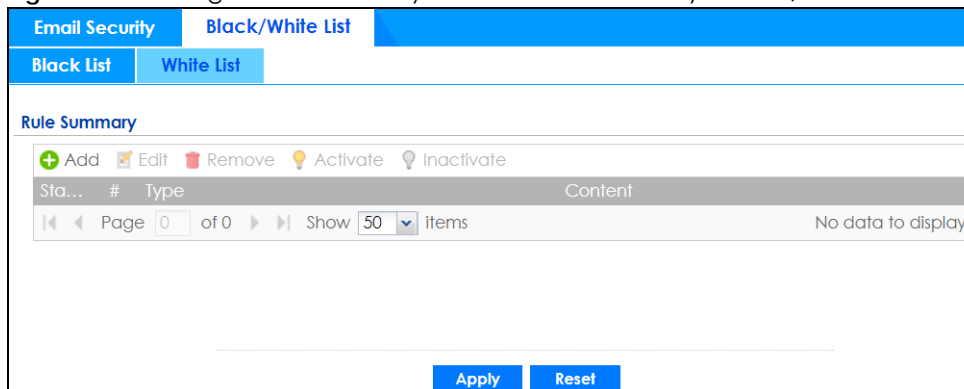 Email Security Black/White List
Black List White List
Rule Summary
Add Edit Remove Activate Inactivate
Sta... # Type Content
Page 0 of 0 Show 50 items No data to display
Apply Reset